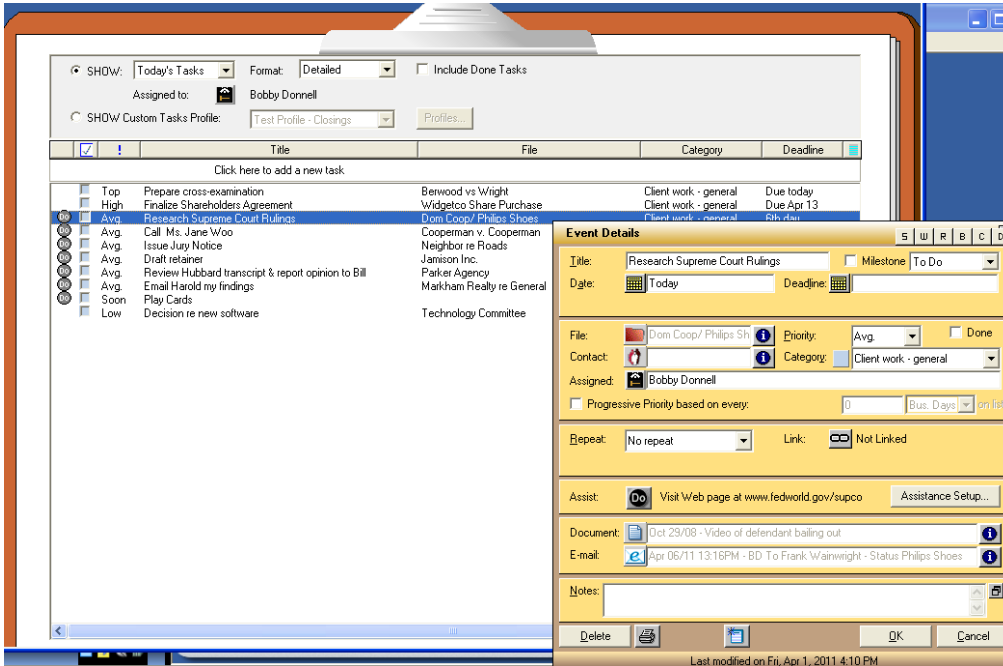 SHOW: Today's Tasks Format: Detailed Include Done Tasks
Assigned to: Bobby Donnell
SHOW Custom Tasks Profile: Test Profile - Closings Profiles...
! Title File Category Deadline
Click here to add a new task
Top Prepare cross-examination Berwood vs Wright Client work - general Due today
High Finalize Shareholders Agreement Widgetco Share Purchase Client work - general Due Apr 13
Do Avg. Research Supreme Court Rulings Dom Coop/ Philips Shoes Client work - general 6th day
Do Avg. Call Ms. Jane Woo Cooperman v. Cooperman
Do Avg. Issue Jury Notice Neighbor re Roads
Do Avg. Draft retainer Jamison Inc.
Do Avg. Review Hubbard transcript & report opinion to Bill Parker Agency
Do Avg. Email Harold my findings Markham Realty re General
Do Soon Play Cards
Low Decision re new software Technology Committee
Event Details S W R B C D
Title: Research Supreme Court Rulings Milestone To Do
Date: Today Deadline:
File: Dom Coop/ Philips Sh Priority: Avg. Done
Contact: Category: Client work - general
Assigned: Bobby Donnell
Progressive Priority based on every: 0 Bus. Days on list
Repeat: No repeat Link: Not Linked
Assist: Do Visit Web page at www.fedworld.gov/supco Assistance Setup...
Document: Oct 29/08 - Video of defendant bailing out
E-mail: Apr 06/11 13:16PM - BD To Frank Wainwright - Status Philips Shoes
Notes:
Delete OK Cancel
Last modified on Fri, Apr 1, 2011 4:10 PM